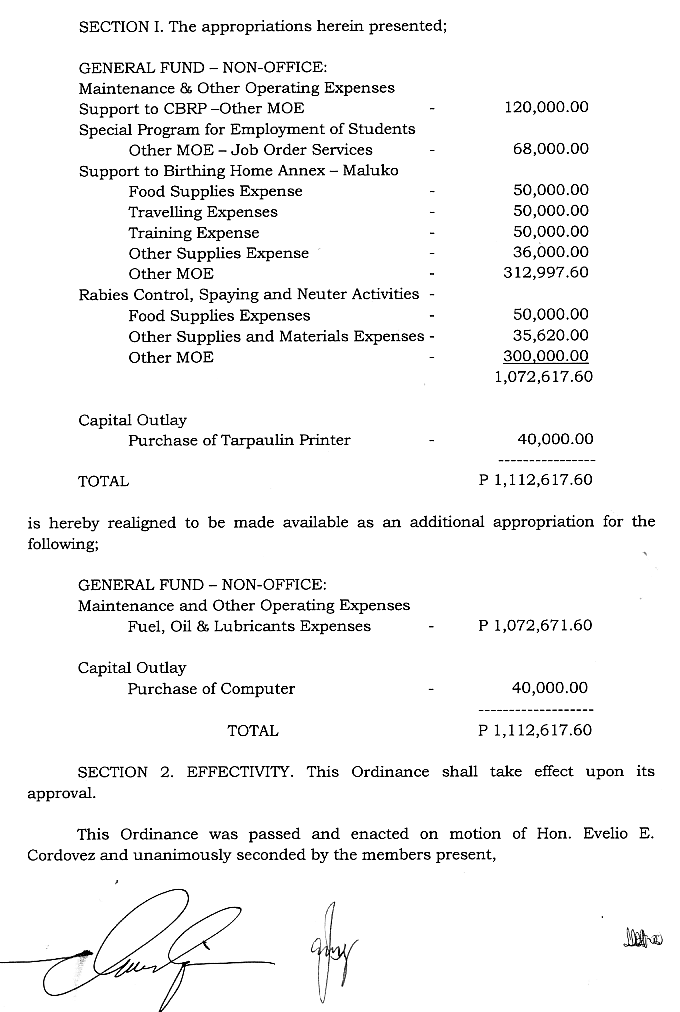 SECTION I. The appropriations herein presented;
GENERAL FUND – NON-OFFICE:
Maintenance & Other Operating Expenses
Support to CBRP –Other MOE - 120,000.00
Special Program for Employment of Students
Other MOE – Job Order Services - 68,000.00
Support to Birthing Home Annex – Maluko
Food Supplies Expense - 50,000.00
Travelling Expenses - 50,000.00
Training Expense - 50,000.00
Other Supplies Expense - 36,000.00
Other MOE - 312,997.60
Rabies Control, Spaying and Neuter Activities -
Food Supplies Expenses - 50,000.00
Other Supplies and Materials Expenses - 35,620.00
Other MOE - 300,000.00
1,072,617.60
Capital Outlay
Purchase of Tarpaulin Printer - 40,000.00
----------------
TOTAL P 1,112,617.60
is hereby realigned to be made available as an additional appropriation for the
following;
GENERAL FUND – NON-OFFICE:
Maintenance and Other Operating Expenses
Fuel, Oil & Lubricants Expenses - P 1,072,671.60
Capital Outlay
Purchase of Computer - 40,000.00
-------------------
TOTAL P 1,112,617.60
SECTION 2. EFFECTIVITY. This Ordinance shall take effect upon its
approval.
This Ordinance was passed and enacted on motion of Hon. Evelio E.
Cordovez and unanimously seconded by the members present,